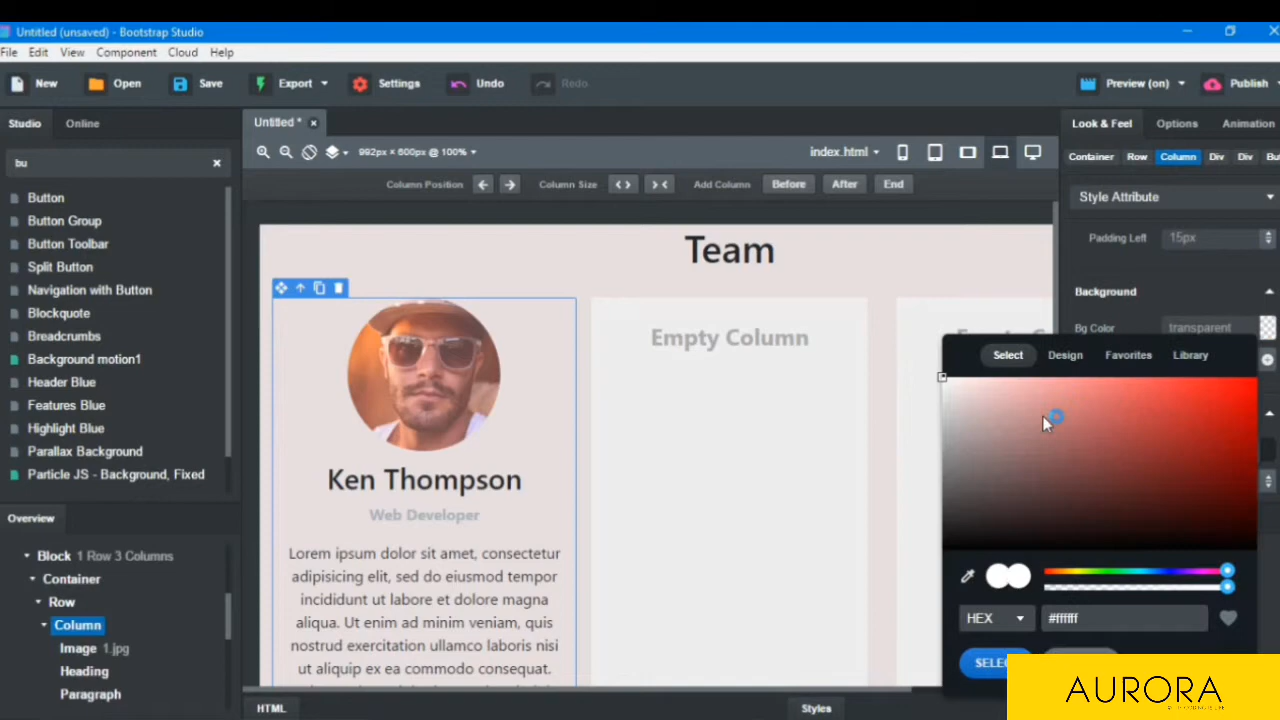 Untitled (unsaved) - Bootstrap Studio
File Edit View Component Cloud Help
New Open Save Export Settings Undo Redo Preview (on) Publish
Studio Online
Untitled *
Look & Feel Options Animation
bu
992px × 600px @ 100%
index.html
Container Row Column Div Div Bu
Column Position Column Size Add Column Before After End
Style Attribute
Button
Button Group
Button Toolbar
Split Button
Navigation with Button
Blockquote
Breadcrumbs
Background motion1
Header Blue
Features Blue
Highlight Blue
Parallax Background
Particle JS - Background, Fixed
Padding Left 15px
Background
Bg Color transparent
Team
Empty Column
Ken Thompson
Web Developer
Lorem ipsum dolor sit amet, consectetur
adipisicing elit, sed do eiusmod tempor
incididunt ut labore et dolore magna
aliqua. Ut enim ad minim veniam, quis
nostrud exercitation ullamco laboris nisi
ut aliquip ex ea commodo consequat.
Select Design Favorites Library
HEX #ffffff
SELEC
Overview
Block 1 Row 3 Columns
Container
Row
Column
Image 1.jpg
Heading
Paragraph
HTML
Styles
AURORA